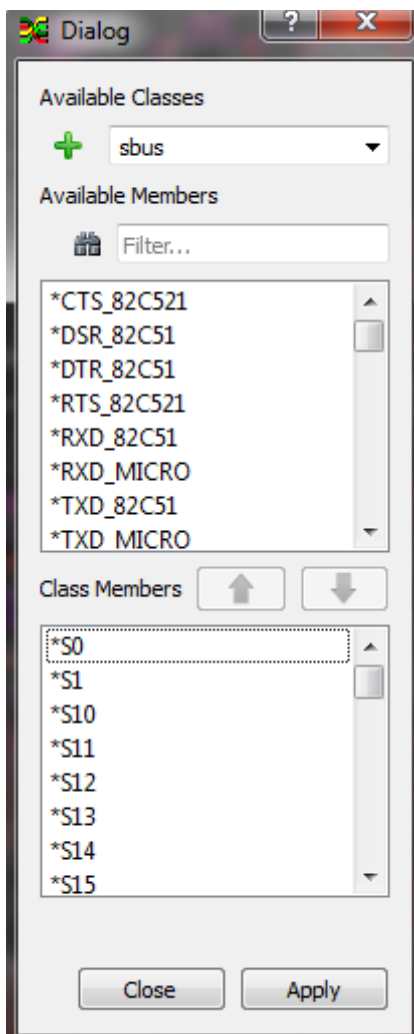 Dialog
?
Available Classes
sbus
Available Members
Filter...
*CTS_82C521
*DSR_82C51
*DTR_82C51
*RTS_82C521
*RXD_82C51
*RXD_MICRO
*TXD_82C51
*TXD_MICRO
Class Members
*S0
*S1
*S10
*S11
*S12
*S13
*S14
*S15
Close Apply